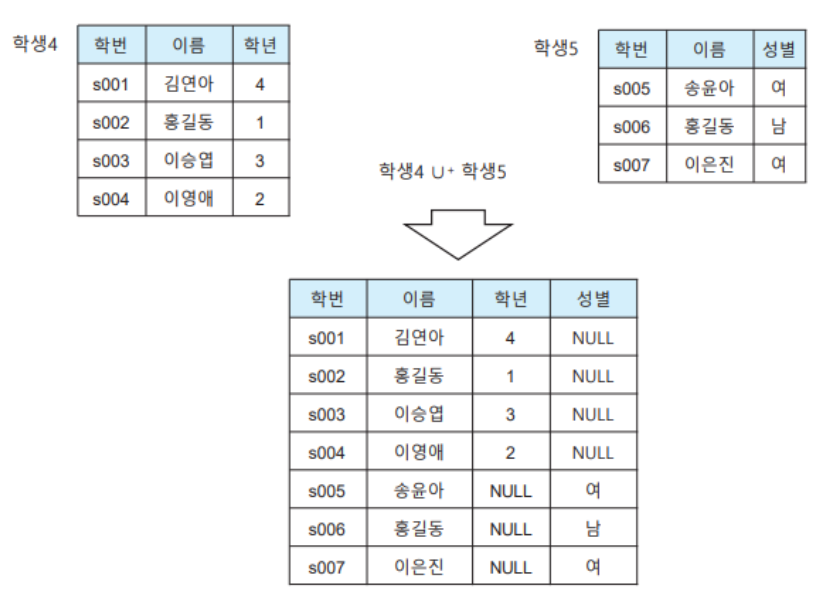 학생4
학번 이름 학년
s001 김연아 4
s002 홍길동 1
s003 이승엽 3
s004 이영애 2
학생5
학번 이름 성별
s005 송윤아 여
s006 홍길동 남
s007 이은진 여
학생4 ∪⁺ 학생5
학번 이름 학년 성별
s001 김연아 4 NULL
s002 홍길동 1 NULL
s003 이승엽 3 NULL
s004 이영애 2 NULL
s005 송윤아 NULL 여
s006 홍길동 NULL 남
s007 이은진 NULL 여